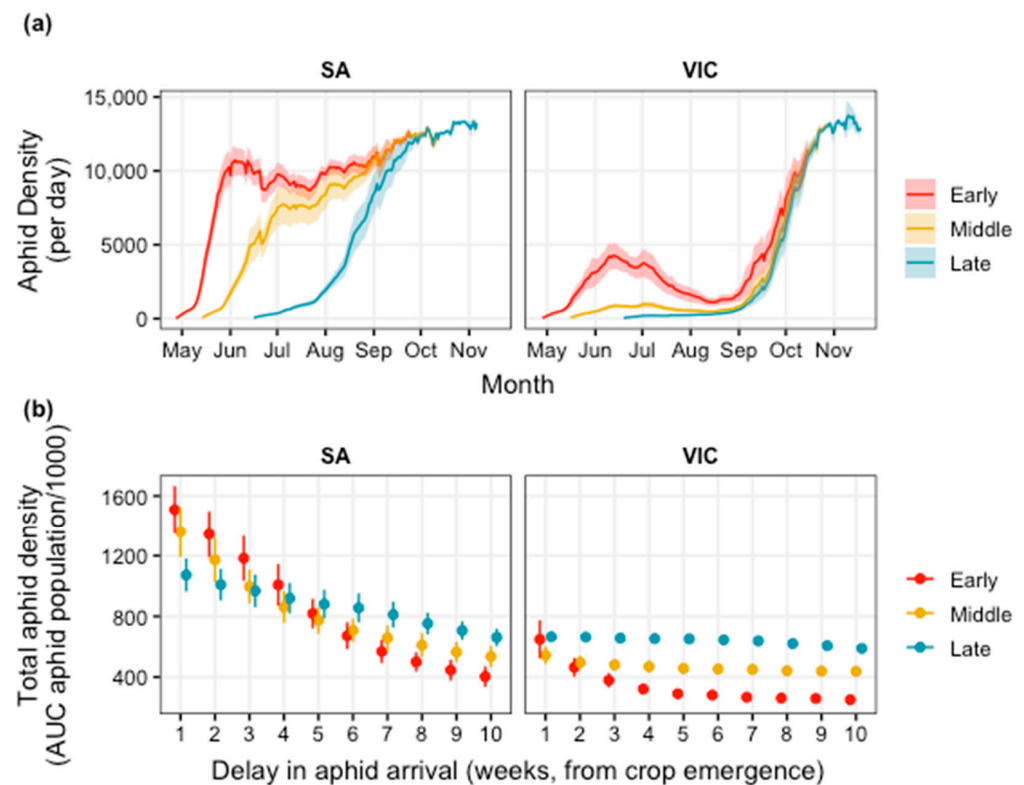 (a)
SA VIC
Aphid Density
(per day)
15,000
10,000
5000
0
May Jun Jul Aug Sep Oct Nov May Jun Jul Aug Sep Oct Nov
Month
Early
Middle
Late
(b)
SA VIC
Total aphid density
(AUC aphid population/1000)
1600
1200
800
400
1 2 3 4 5 6 7 8 9 10 1 2 3 4 5 6 7 8 9 10
Delay in aphid arrival (weeks, from crop emergence)
Early
Middle
Late